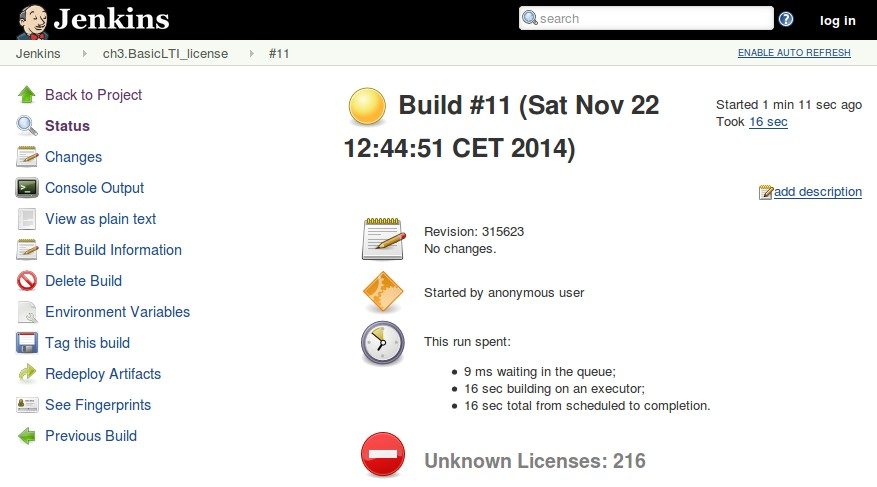 Jenkins
search
log in
Jenkins
ch3.BasicLTI_license
#11
ENABLE AUTO REFRESH
Back to Project
Status
Changes
Console Output
View as plain text
Edit Build Information
Delete Build
Environment Variables
Tag this build
Redeploy Artifacts
See Fingerprints
Previous Build
Build #11 (Sat Nov 22
12:44:51 CET 2014)
Started 1 min 11 sec ago
Took 16 sec
add description
Revision: 315623
No changes.
Started by anonymous user
This run spent:
9 ms waiting in the queue;
16 sec building on an executor;
16 sec total from scheduled to completion.
Unknown Licenses: 216